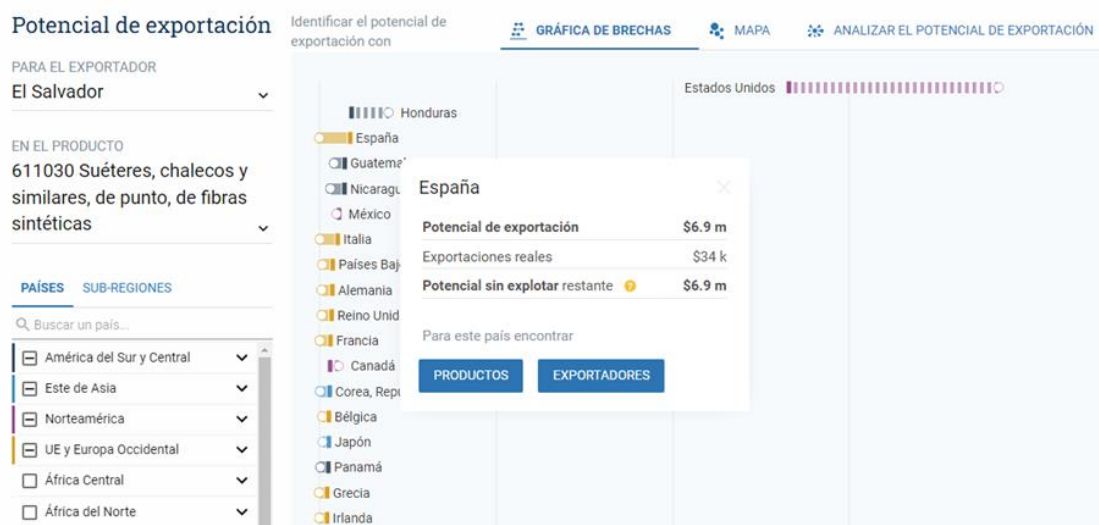 Potencial de exportación
Identificar el potencial de
exportación con
GRÁFICA DE BRECHAS
MAPA
ANALIZAR EL POTENCIAL DE EXPORTACIÓN
PARA EL EXPORTADOR
El Salvador
EN EL PRODUCTO
611030 Suéteres, chalecos y
similares, de punto, de fibras
sintéticas
PAÍSES
SUB-REGIONES
Buscar un país...
América del Sur y Central
Este de Asia
Norteamérica
UE y Europa Occidental
África Central
África del Norte
Estados Unidos
Honduras
España
México
Italia
Alemania
Francia
Canadá
Bélgica
Japón
Panamá
Grecia
Irlanda
España
Potencial de exportación $6.9 m
Exportaciones reales $34 k
Potencial sin explotar restante ? $6.9 m
Para este país encontrar
PRODUCTOS
EXPORTADORES